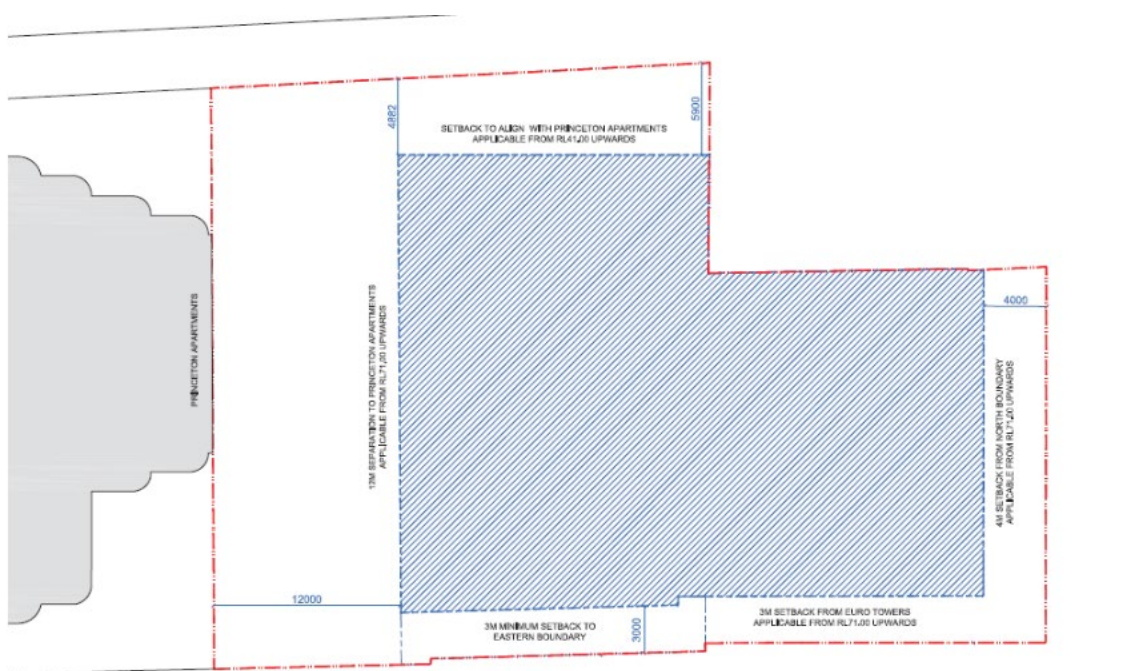 4882
5900
SETBACK TO ALIGN WITH PRINCETON APARTMENTS
APPLICABLE FROM RL41.00 UPWARDS
PRINCETON APARTMENTS
12M SEPARATION TO PRINCETON APARTMENTS
APPLICABLE FROM RL71.00 UPWARDS
4000
4M SETBACK FROM NORTH BOUNDARY
APPLICABLE FROM RL71.00 UPWARDS
12000
3M MINIMUM SETBACK TO
EASTERN BOUNDARY
3000
3M SETBACK FROM EURO TOWERS
APPLICABLE FROM RL71.00 UPWARDS